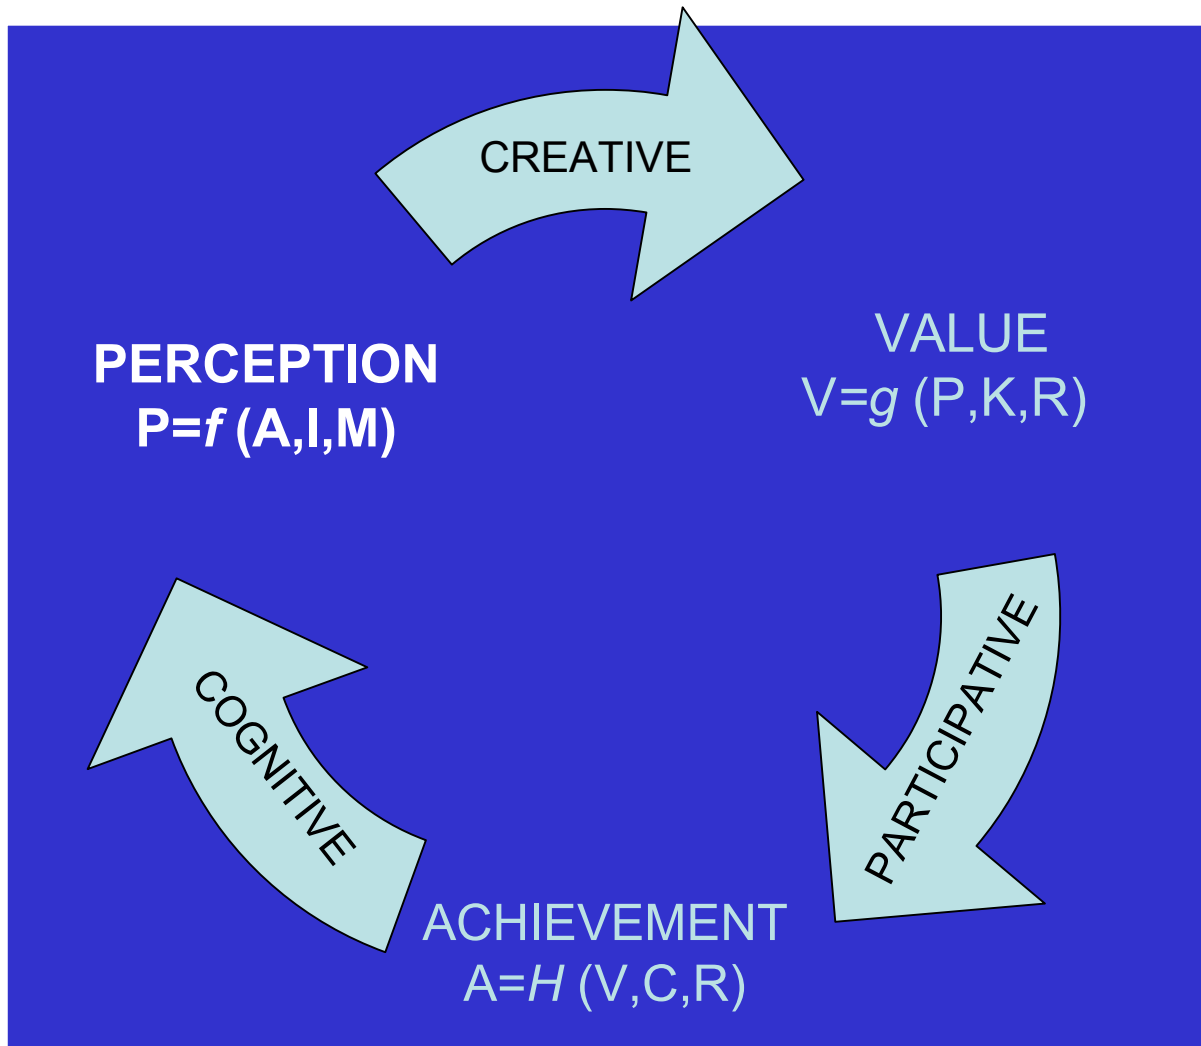 CREATIVE
PERCEPTION
P=f (A,I,M)
VALUE
V=g (P,K,R)
PARTICIPATIVE
COGNITIVE
ACHIEVEMENT
A=H (V,C,R)